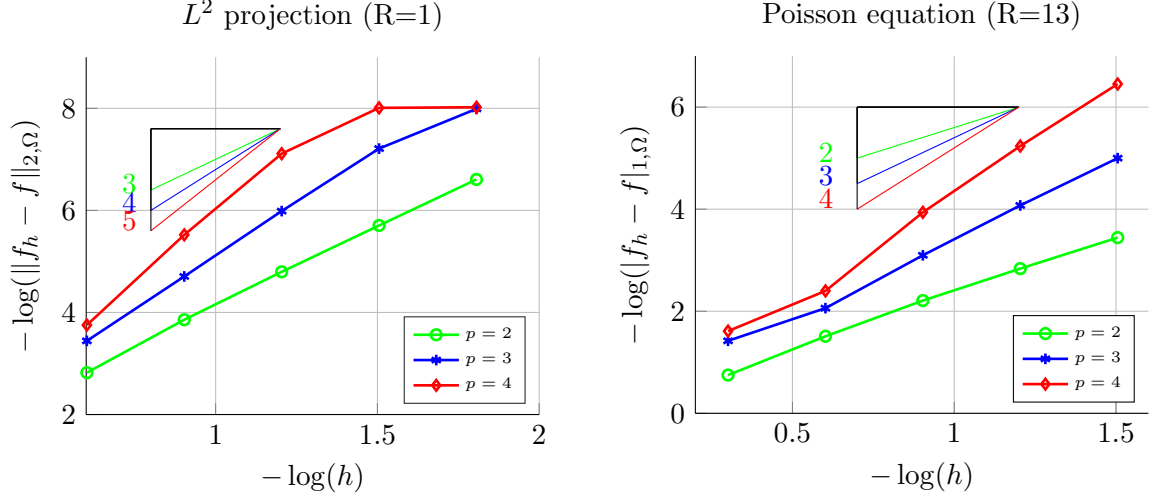 L² projection (R=1)
− log(‖f_h − f‖_{2,Ω})
8
6
4
2
3
4
5
p = 2
p = 3
p = 4
1
1.5
2
− log(h)
Poisson equation (R=13)
− log(|f_h − f|_{1,Ω})
6
4
2
0
2
3
4
p = 2
p = 3
p = 4
0.5
1
1.5
− log(h)